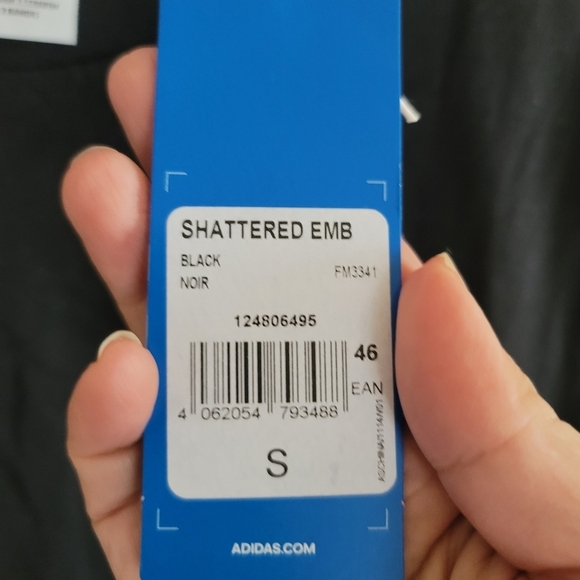 SHATTERED EMB
BLACK
NOIR
FM3341
124806495
46
EAN
4 062054 793488
S
ADIDAS.COM